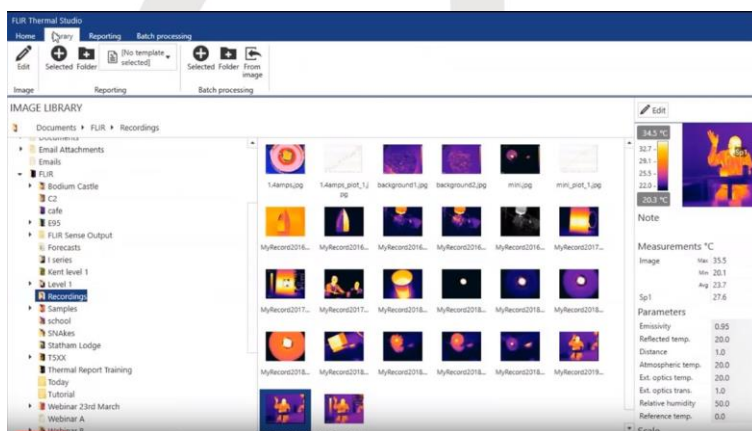 FLIR Thermal Studio
Home Library Reporting Batch processing
Edit
Selected Folder
[No template selected]
Selected Folder From image
Image Reporting Batch processing
IMAGE LIBRARY
Documents FLIR Recordings
Documents
Email Attachments
Emails
FLIR
Bodium Castle
C2
cafe
E95
FLIR Sense Output
Forecasts
I series
Kent level 1
Level 1
Recordings
Samples
school
SNAkes
Statham Lodge
T5XX
Thermal Report Training
Today
Tutorial
Webinar 23rd March
Webinar A
1.4amps.jpg 1.4amps_plot_1.jpg background1.jpg background2.jpg mini.jpg mini_plot_1.jpg
MyRecord2016... MyRecord2016... MyRecord2016... MyRecord2016... MyRecord2016... MyRecord2017...
MyRecord2017... MyRecord2017... MyRecord2018... MyRecord2018... MyRecord2018... MyRecord2018...
MyRecord2018... MyRecord2018... MyRecord2018... MyRecord2018... MyRecord2018... MyRecord2019...
Edit
34.5 °C
32.7
29.1
25.5
22.0
20.3 °C
Note
Measurements °C
Image Max 35.5
Min 20.1
Avg 23.7
Sp1 27.6
Parameters
Emissivity 0.95
Reflected temp. 20.0
Distance 1.0
Atmospheric temp. 20.0
Ext. optics temp. 20.0
Ext. optics trans. 1.0
Relative humidity 50.0
Reference temp. 0.0
Scale